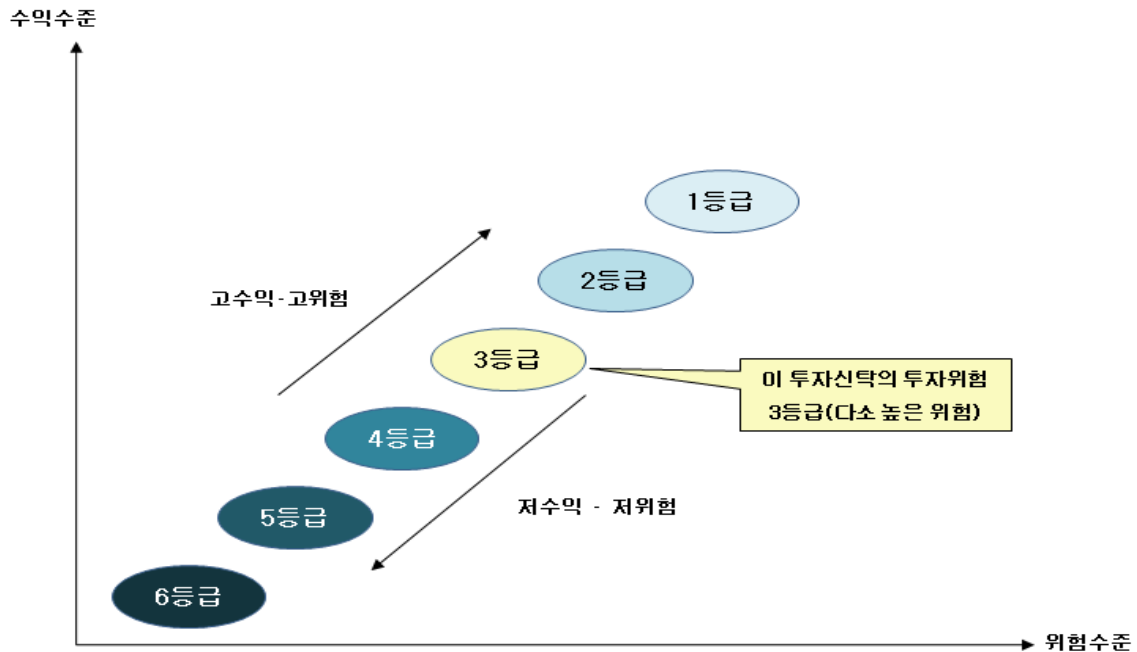 수익수준
1등급
2등급
고수익-고위험
3등급
이 투자신탁의 투자위험
3등급(다소 높은 위험)
4등급
저수익 - 저위험
5등급
6등급
위험수준